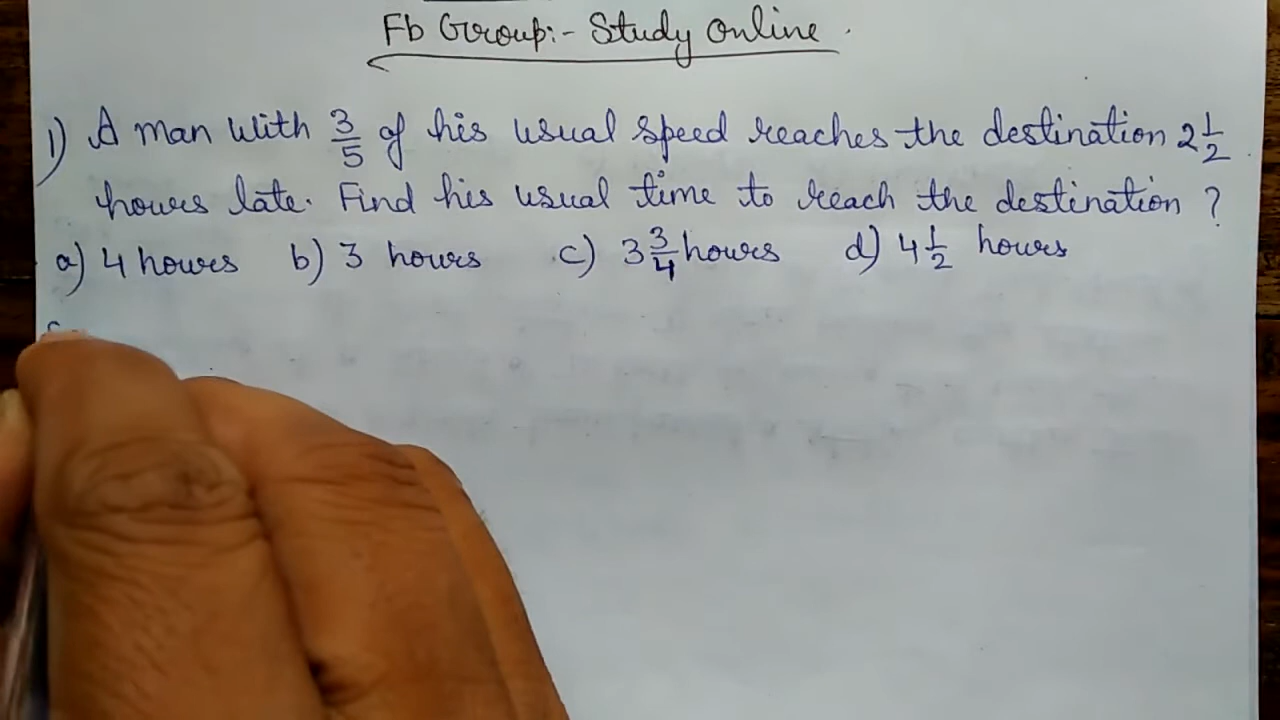 Fb Group:- Study Online.
1) A man with 3/5 of his usual speed reaches the destination 2 1/2
hours late. Find his usual time to reach the destination ?
a) 4 hours b) 3 hours c) 3 3/4 hours d) 4 1/2 hours